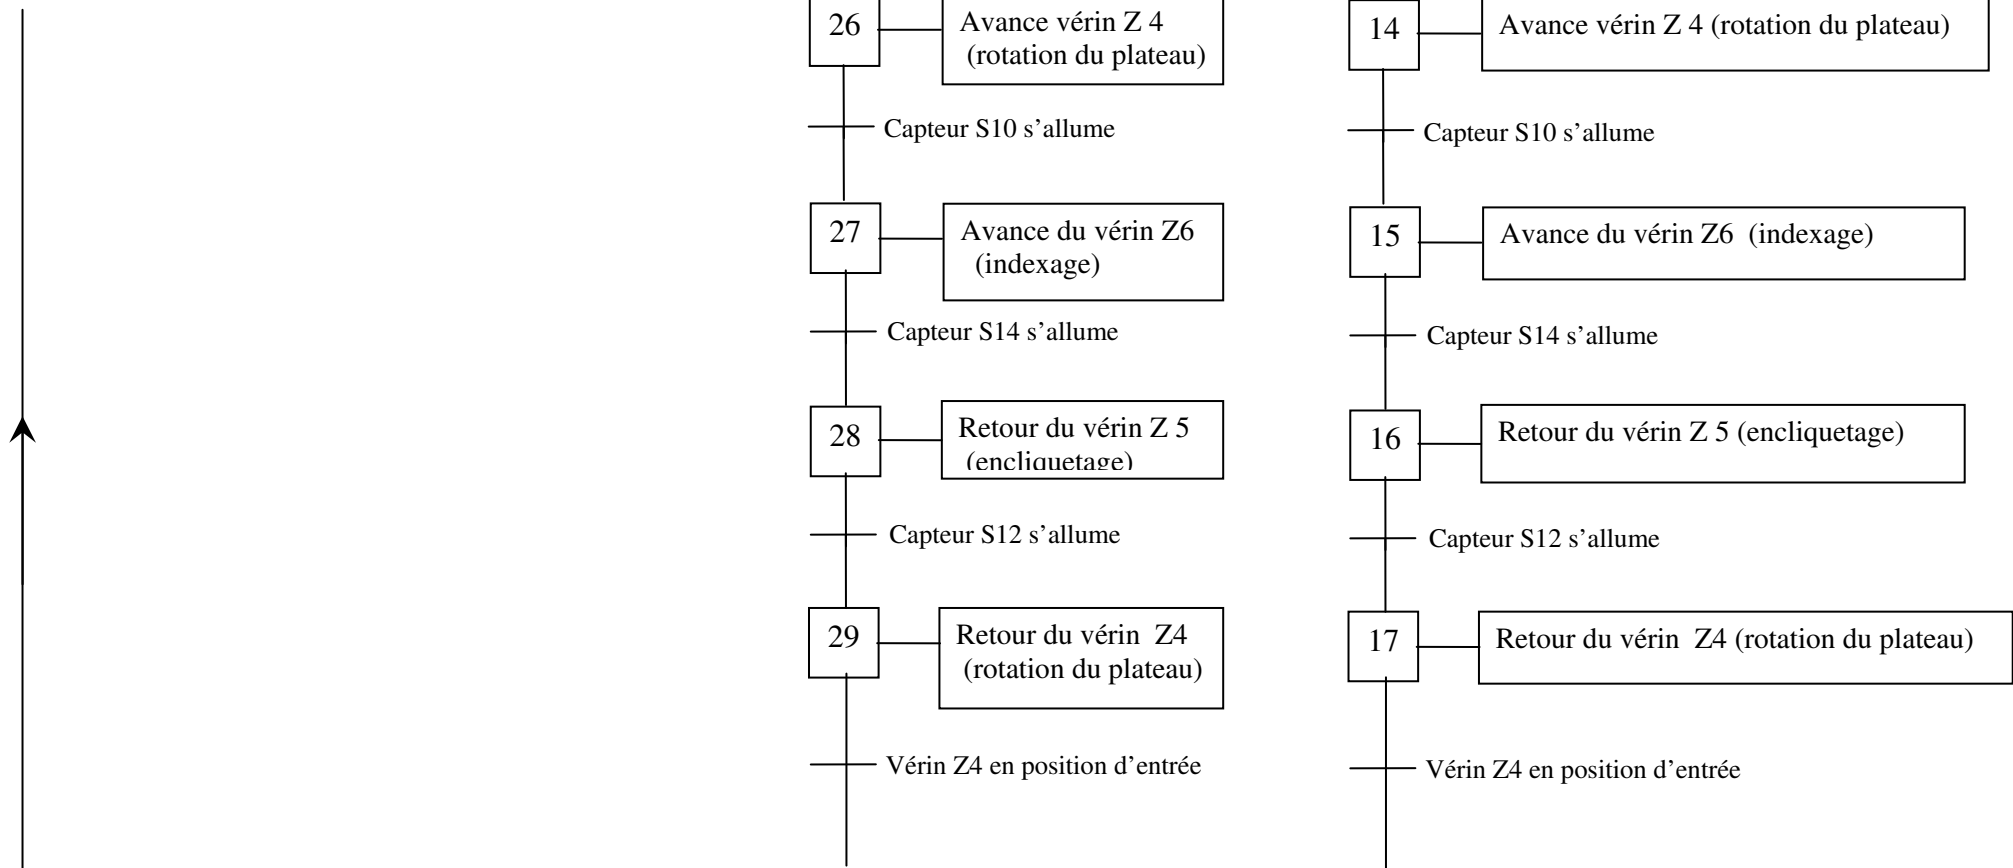 26
Avance vérin Z 4
(rotation du plateau)
Capteur S10 s’allume
27
Avance du vérin Z6
(indexage)
Capteur S14 s’allume
28
Retour du vérin Z 5
(encliquetage)
Capteur S12 s’allume
29
Retour du vérin Z4
(rotation du plateau)
Vérin Z4 en position d’entrée
14
Avance vérin Z 4 (rotation du plateau)
Capteur S10 s’allume
15
Avance du vérin Z6 (indexage)
Capteur S14 s’allume
16
Retour du vérin Z 5 (encliquetage)
Capteur S12 s’allume
17
Retour du vérin Z4 (rotation du plateau)
Vérin Z4 en position d’entrée